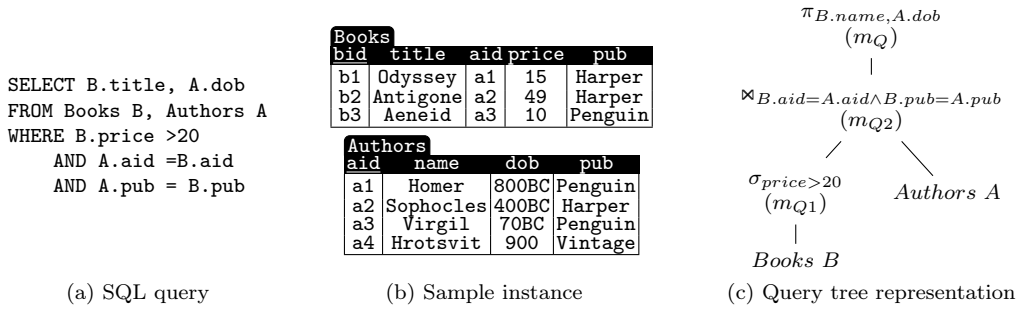 SELECT B.title, A.dob
FROM Books B, Authors A
WHERE B.price >20
AND A.aid =B.aid
AND A.pub = B.pub
(a) SQL query
Books
bid title aid price pub
b1 Odyssey a1 15 Harper
b2 Antigone a2 49 Harper
b3 Aeneid a3 10 Penguin
Authors
aid name dob pub
a1 Homer 800BC Penguin
a2 Sophocles 400BC Harper
a3 Virgil 70BC Penguin
a4 Hrotsvit 900 Vintage
(b) Sample instance
π_{B.name,A.dob}
(m_Q)
⋈_{B.aid=A.aid∧B.pub=A.pub}
(m_{Q2})
σ_{price>20}
(m_{Q1})
Authors A
Books B
(c) Query tree representation